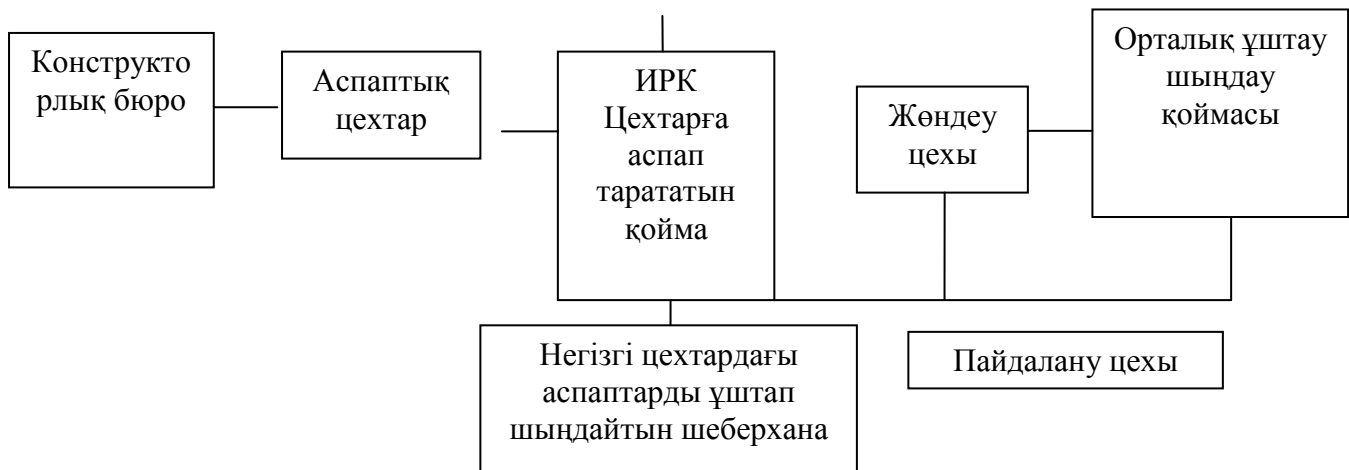 Конструкто
рлық бюро
Аспаптық
цехтар
ИРК
Цехтарға
аспап
тарататын
қойма
Жөндеу
цехы
Орталық ұштау
шыңдау
қоймасы
Негізгі цехтардағы
аспаптарды ұштап
шыңдайтын шеберхана
Пайдалану цехы